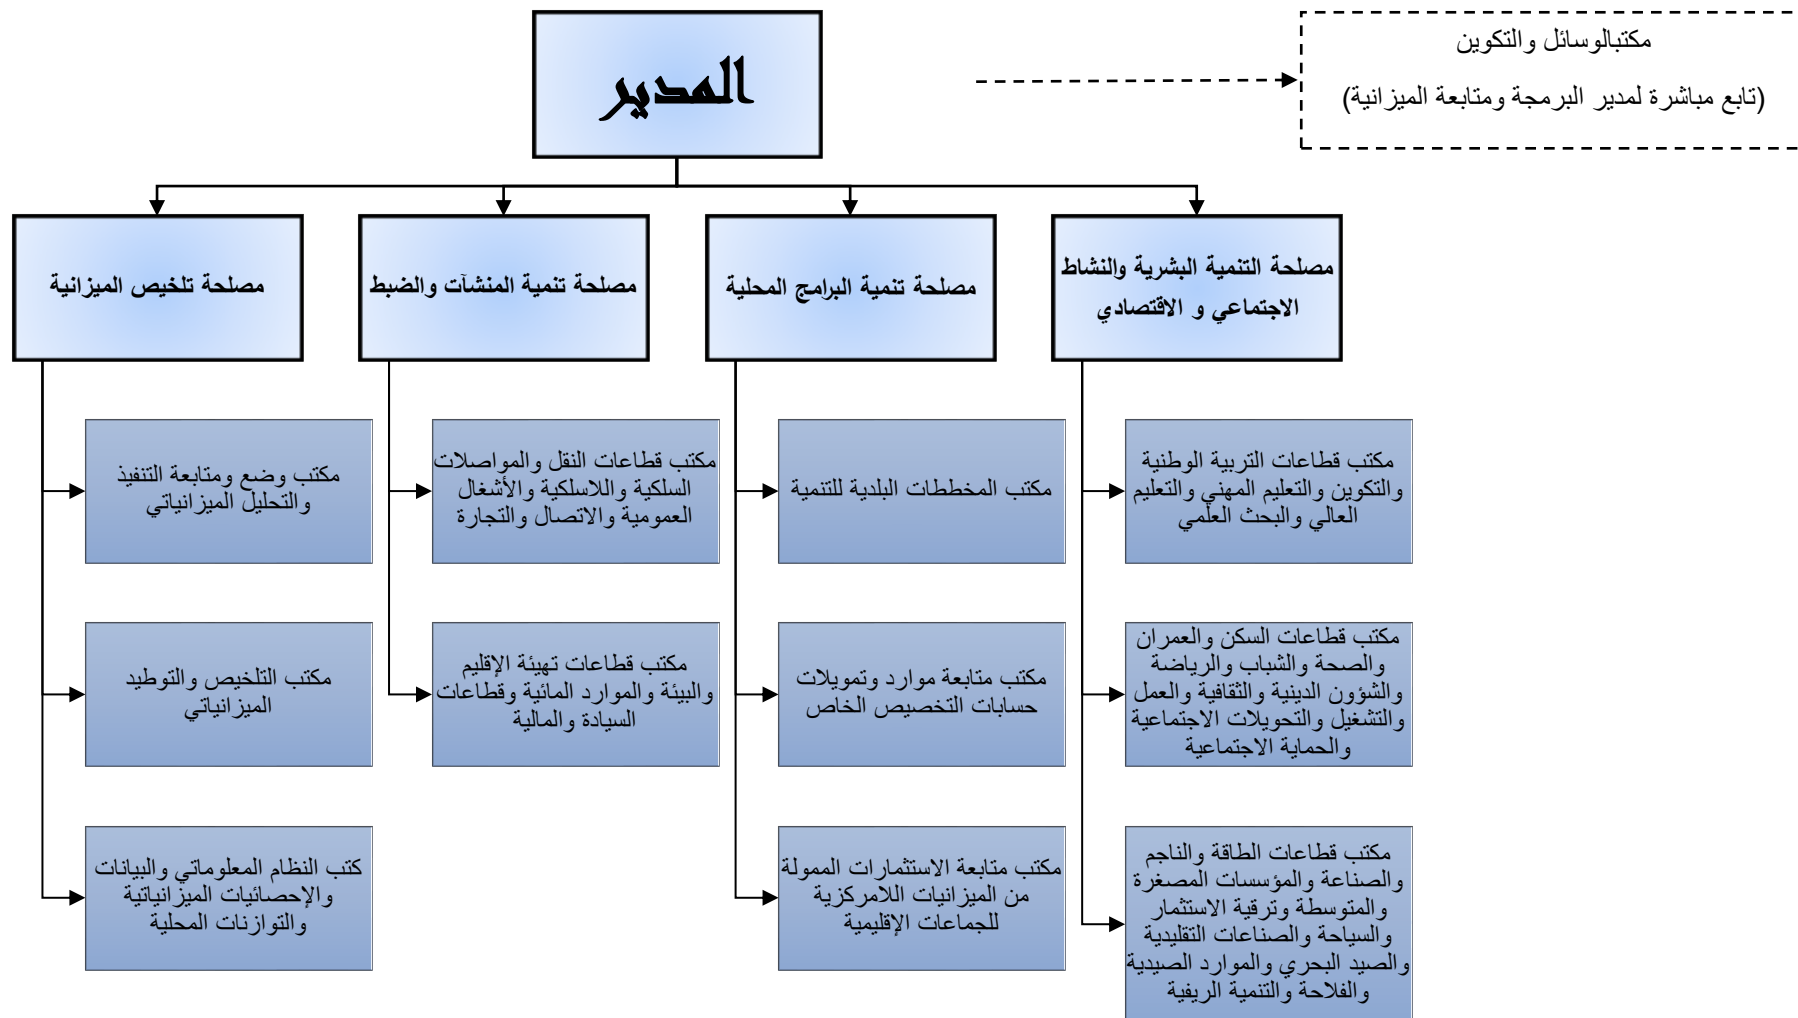 المدير
مكتبالوسائل والتكوين
(تابع مباشرة لمدير البرمجة ومتابعة الميزانية)
مصلحة التنمية البشرية والنشاط
الاجتماعي و الاقتصادي
مصلحة تنمية البرامج المحلية
مصلحة تنمية المنشآت والضبط
مصلحة تلخيص الميزانية
مكتب قطاعات التربية الوطنية
والتكوين والتعليم المهني والتعليم
العالي والبحث العلمي
مكتب قطاعات السكن والعمران
والصحة والشباب والرياضة
والشؤون الدينية والثقافية والعمل
والتشغيل والتحويلات الاجتماعية
والحماية الاجتماعية
مكتب قطاعات الطاقة والناجم
والصناعة والمؤسسات المصغرة
والمتوسطة وترقية الاستثمار
والسياحة والصناعات التقليدية
والصيد البحري والموارد الصيدية
والفلاحة والتنمية الريفية
مكتب المخططات البلدية للتنمية
مكتب متابعة موارد وتمويلات
حسابات التخصيص الخاص
مكتب متابعة الاستثمارات الممولة
من الميزانيات اللامركزية
للجماعات الإقليمية
مكتب قطاعات النقل والمواصلات
السلكية واللاسلكية والأشغال
العمومية والاتصال والتجارة
مكتب قطاعات تهيئة الإقليم
والبيئة والموارد المائية وقطاعات
السيادة والمالية
مكتب وضع ومتابعة التنفيذ
والتحليل الميزانياتي
مكتب التلخيص والتوطيد
الميزانياتي
كتب النظام المعلوماتي والبيانات
والإحصائيات الميزانياتية
والتوازنات المحلية